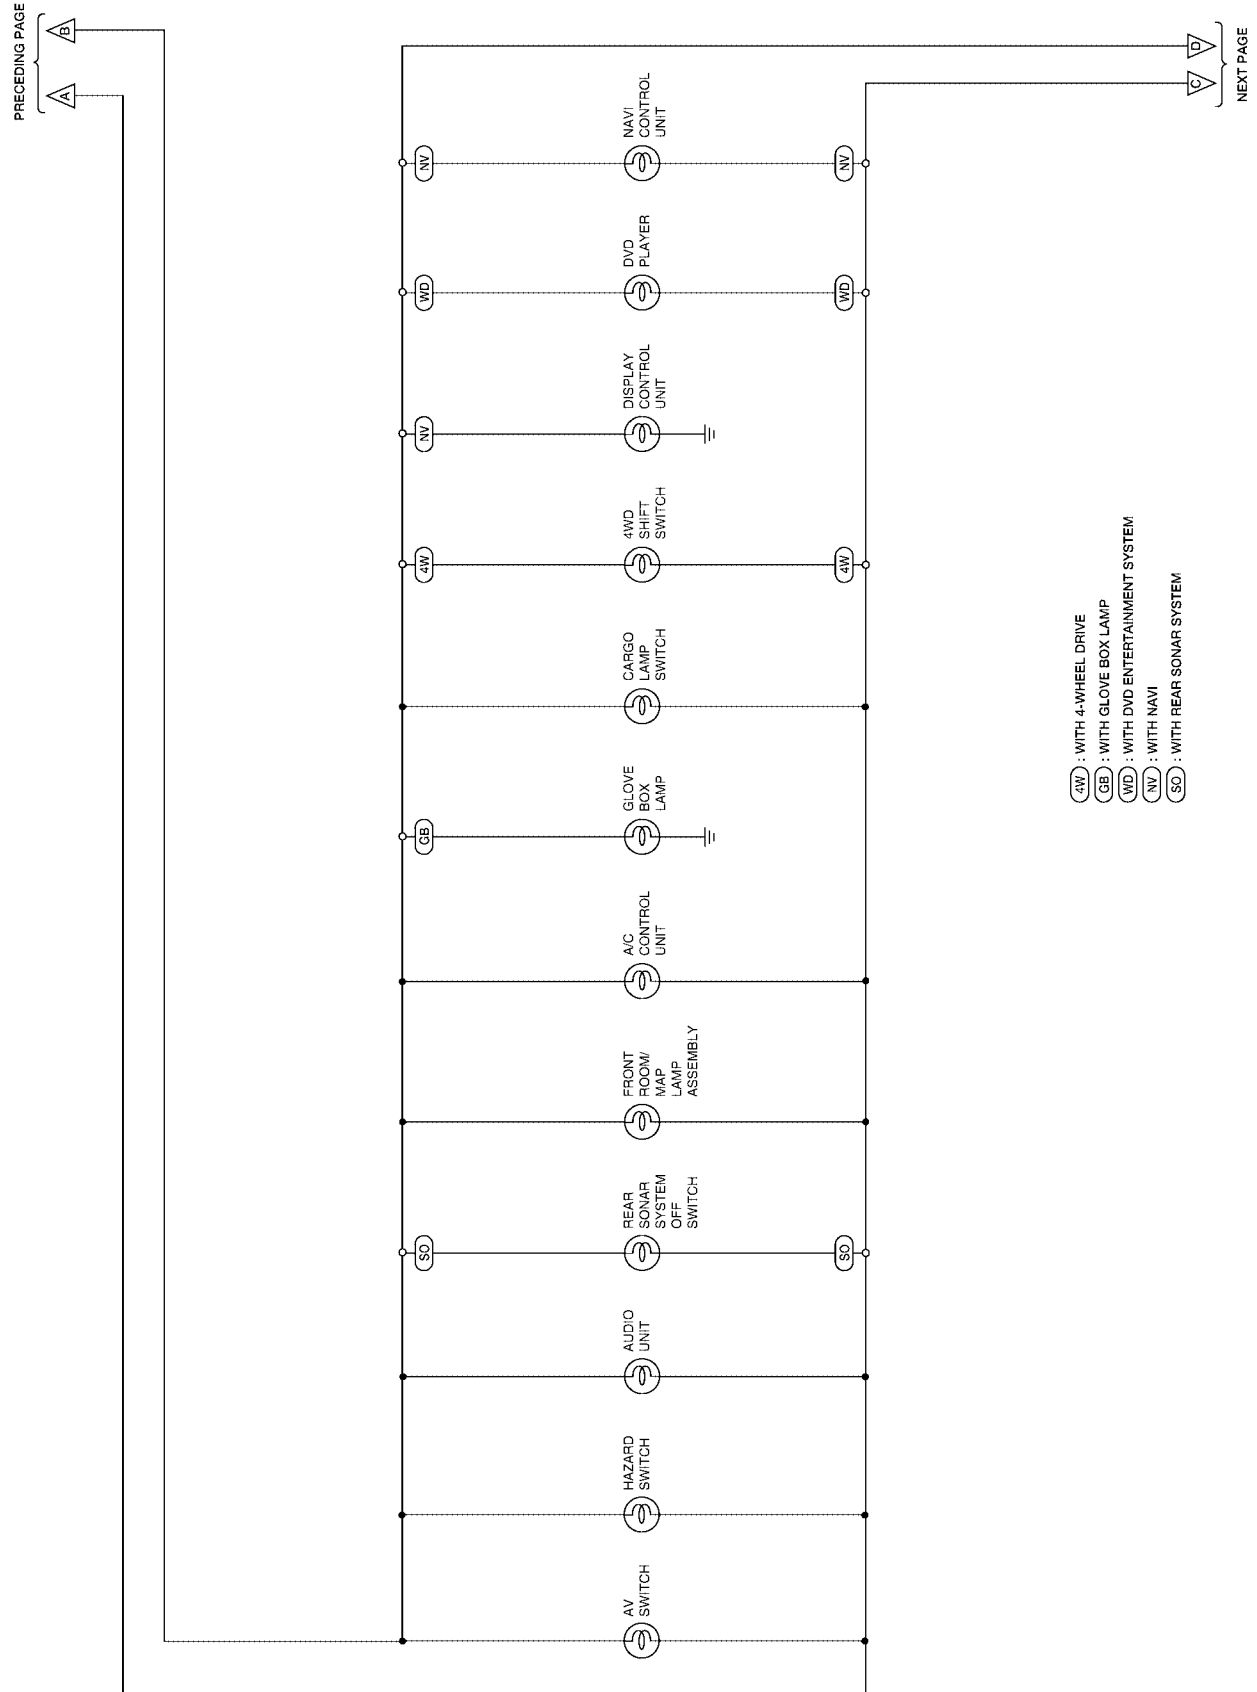 PRECEDING PAGE
A
B
AV
SWITCH
HAZARD
SWITCH
AUDIO
UNIT
SO
REAR
SONAR
SYSTEM
OFF
SWITCH
SO
FRONT
ROOM/
MAP
LAMP
ASSEMBLY
A/C
CONTROL
UNIT
GB
GLOVE
BOX
LAMP
CARGO
LAMP
SWITCH
4W
4WD
SHIFT
SWITCH
4W
NV
DISPLAY
CONTROL
UNIT
WD
DVD
PLAYER
WD
NV
NAVI
CONTROL
UNIT
NV
D
C
NEXT PAGE
4W : WITH 4-WHEEL DRIVE
GB : WITH GLOVE BOX LAMP
WD : WITH DVD ENTERTAINMENT SYSTEM
NV : WITH NAVI
SO : WITH REAR SONAR SYSTEM